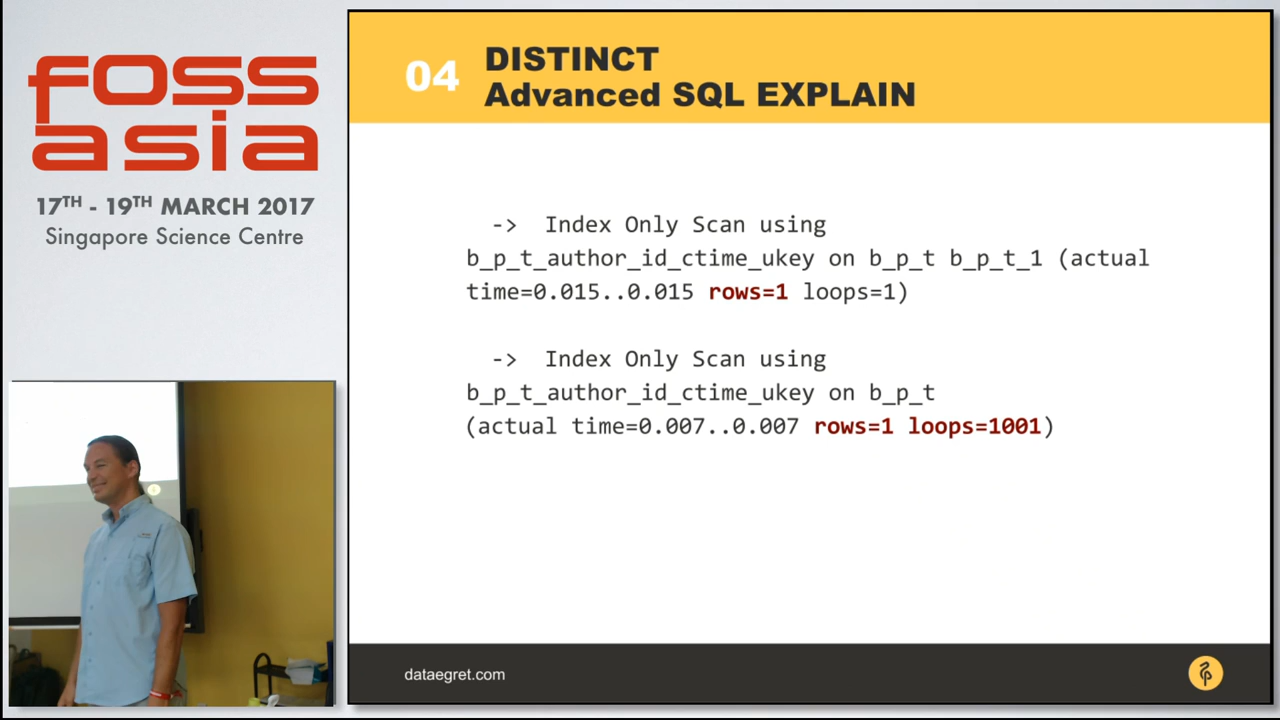 foss
asia
17TH - 19TH MARCH 2017
Singapore Science Centre
04
DISTINCT
Advanced SQL EXPLAIN
-> Index Only Scan using
b_p_t_author_id_ctime_ukey on b_p_t b_p_t_1 (actual
time=0.015..0.015 rows=1 loops=1)
-> Index Only Scan using
b_p_t_author_id_ctime_ukey on b_p_t
(actual time=0.007..0.007 rows=1 loops=1001)
dataegret.com